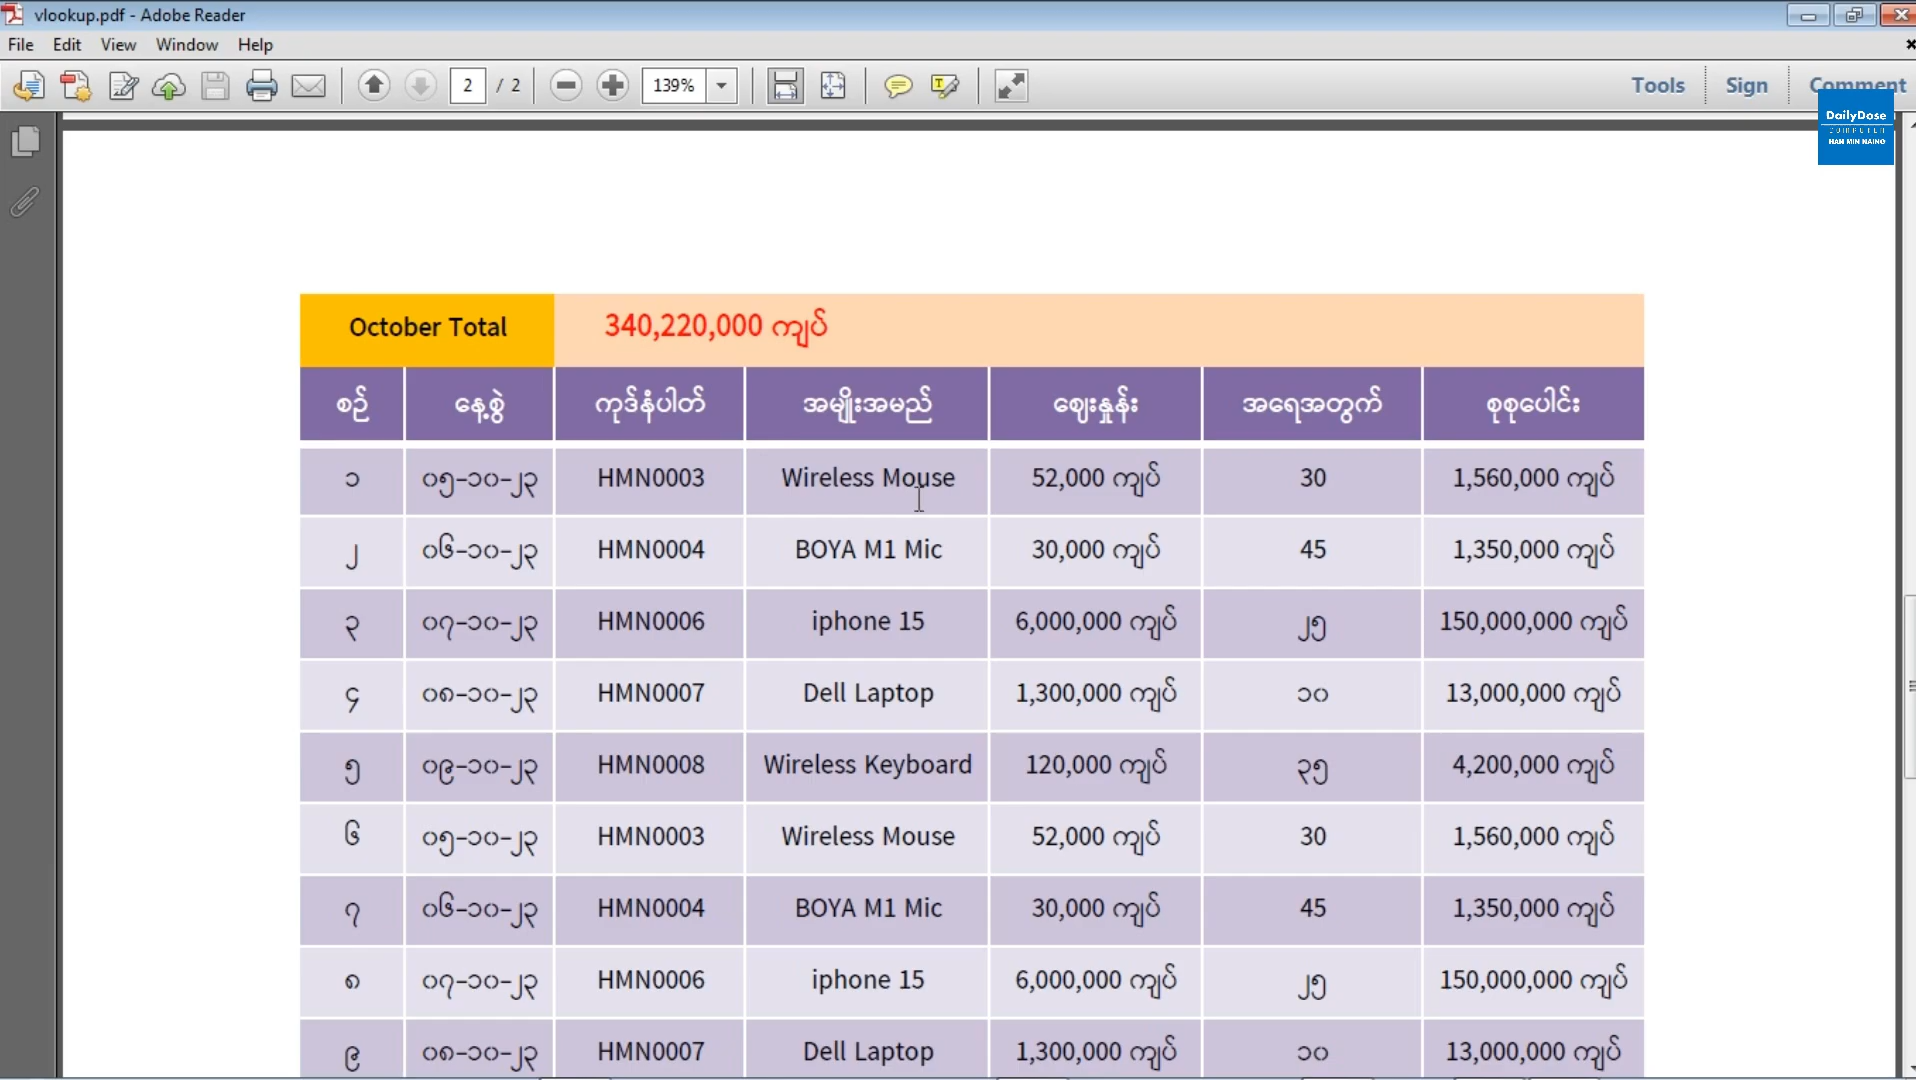 vlookup.pdf - Adobe Reader
File Edit View Window Help
2 / 2 139% Tools Sign Comment
DailyDose
COMPUTER
HAN MIN NAING
October Total 340,220,000 ကျပ်
စဉ် နေ့စွဲ ကုဒ်နံပါတ် အမျိုးအမည် ဈေးနှုန်း အရေအတွက် စုစုပေါင်း
၁ ၀၅-၁၀-၂၃ HMN0003 Wireless Mouse 52,000 ကျပ် 30 1,560,000 ကျပ်
၂ ၀၆-၁၀-၂၃ HMN0004 BOYA M1 Mic 30,000 ကျပ် 45 1,350,000 ကျပ်
၃ ၀၇-၁၀-၂၃ HMN0006 iphone 15 6,000,000 ကျပ် ၂၅ 150,000,000 ကျပ်
၄ ၀၈-၁၀-၂၃ HMN0007 Dell Laptop 1,300,000 ကျပ် ၁၀ 13,000,000 ကျပ်
၅ ၀၉-၁၀-၂၃ HMN0008 Wireless Keyboard 120,000 ကျပ် ၃၅ 4,200,000 ကျပ်
၆ ၀၅-၁၀-၂၃ HMN0003 Wireless Mouse 52,000 ကျပ် 30 1,560,000 ကျပ်
၇ ၀၆-၁၀-၂၃ HMN0004 BOYA M1 Mic 30,000 ကျပ် 45 1,350,000 ကျပ်
၈ ၀၇-၁၀-၂၃ HMN0006 iphone 15 6,000,000 ကျပ် ၂၅ 150,000,000 ကျပ်
၉ ၀၈-၁၀-၂၃ HMN0007 Dell Laptop 1,300,000 ကျပ် ၁၀ 13,000,000 ကျပ်